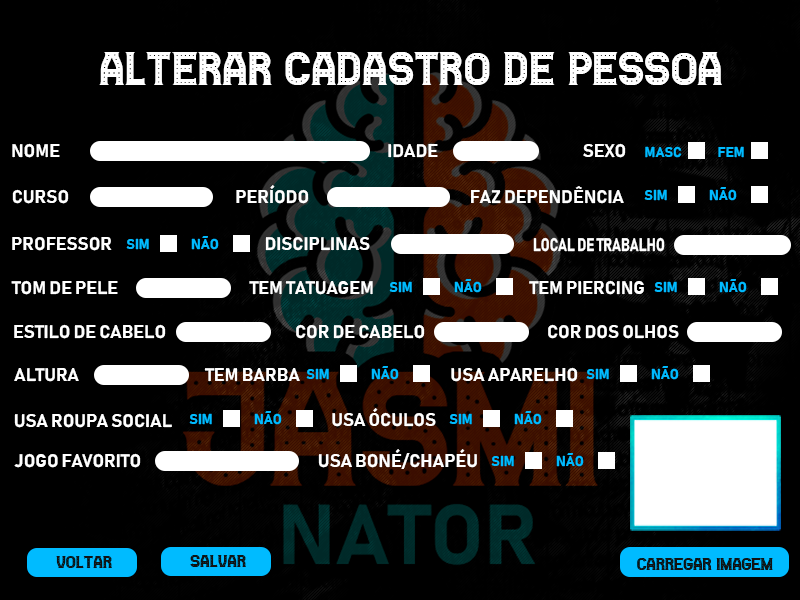 ALTERAR CADASTRO DE PESSOA
NOME IDADE SEXO MASC FEM
CURSO PERÍODO FAZ DEPENDÊNCIA SIM NÃO
PROFESSOR SIM NÃO DISCIPLINAS LOCAL DE TRABALHO
TOM DE PELE TEM TATUAGEM SIM NÃO TEM PIERCING SIM NÃO
ESTILO DE CABELO COR DE CABELO COR DOS OLHOS
ALTURA TEM BARBA SIM NÃO USA APARELHO SIM NÃO
USA ROUPA SOCIAL SIM NÃO USA ÓCULOS SIM NÃO
JOGO FAVORITO USA BONÉ/CHAPÉU SIM NÃO
JASMI
NATOR
VOLTAR SALVAR CARREGAR IMAGEM